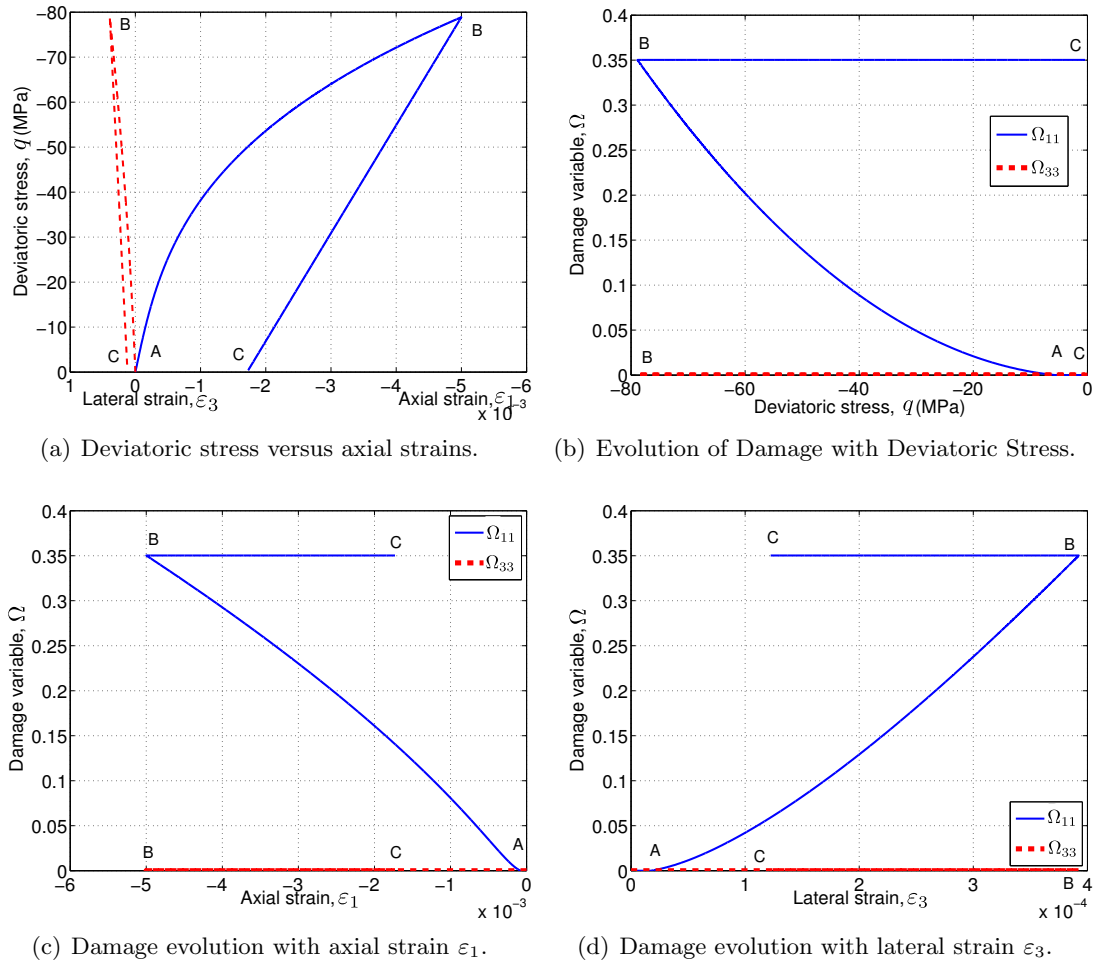 −80
−70
−60
−50
−40
−30
−20
−10
0
Deviatoric stress, q (MPa)
B
B
C
A
C
1 0 −1 −2 −3 −4 −5 −6
Lateral strain, ε3
Axial strain, ε1
x 10−3
(a) Deviatoric stress versus axial strains.
0.4
0.35
0.3
0.25
0.2
0.15
0.1
0.05
0
Damage variable, Ω
B
C
Ω11
Ω33
B
A
C
−80 −60 −40 −20 0
Deviatoric stress, q (MPa)
(b) Evolution of Damage with Deviatoric Stress.
0.4
0.35
0.3
0.25
0.2
0.15
0.1
0.05
0
Damage variable, Ω
Ω11
Ω33
B
C
A
B
C
−6 −5 −4 −3 −2 −1 0
Axial strain, ε1
x 10−3
(c) Damage evolution with axial strain ε1.
0.4
0.35
0.3
0.25
0.2
0.15
0.1
0.05
0
Damage variable, Ω
C
B
Ω11
Ω33
A
C
B
0 1 2 3 4
Lateral strain, ε3
x 10−4
(d) Damage evolution with lateral strain ε3.